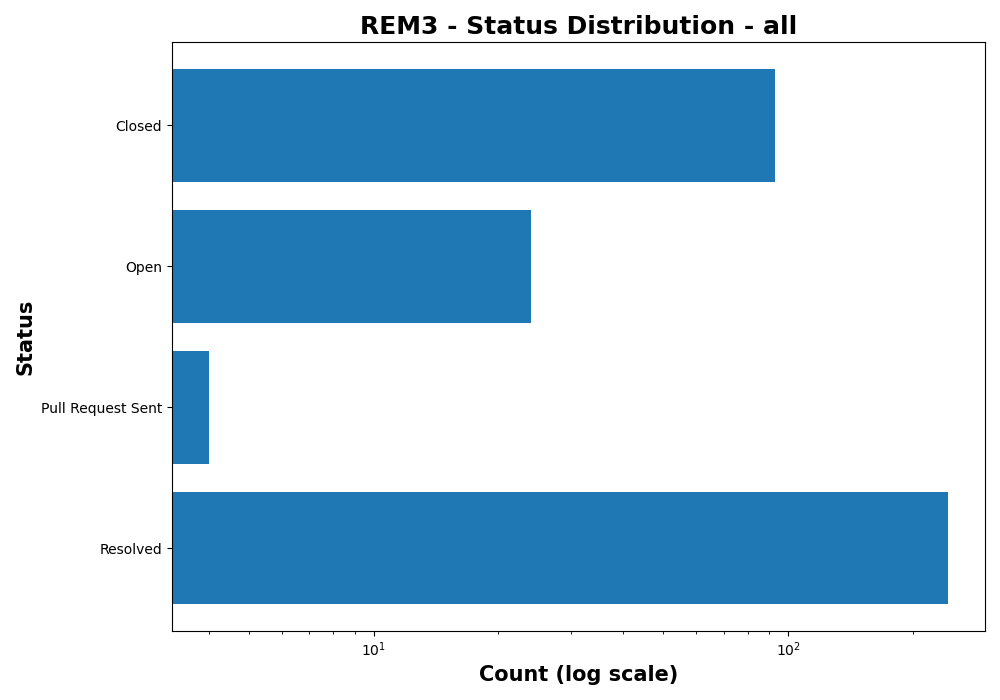 REM3 - Status Distribution - all
Status
Closed
Open
Pull Request Sent
Resolved
10¹
10²
Count (log scale)